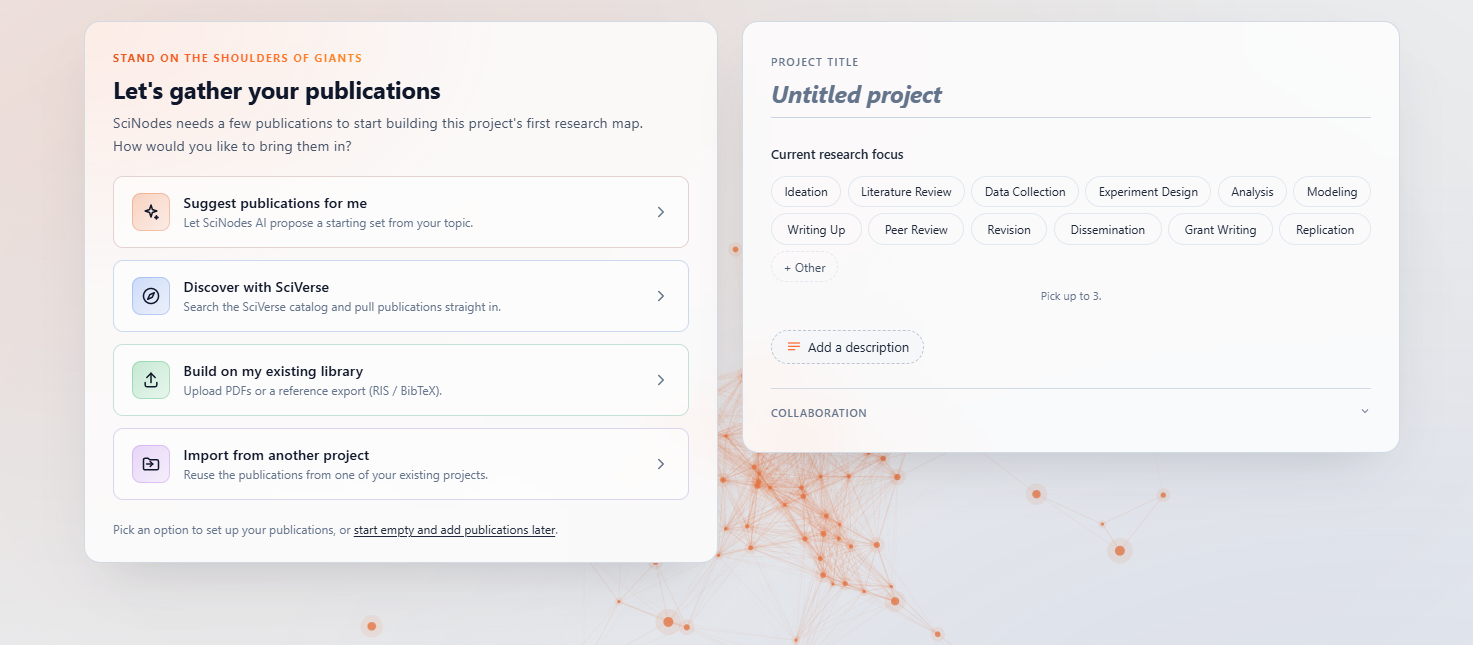 STAND ON THE SHOULDERS OF GIANTS
Let's gather your publications
SciNodes needs a few publications to start building this project's first research map.
How would you like to bring them in?
Suggest publications for me
Let SciNodes AI propose a starting set from your topic.
Discover with SciVerse
Search the SciVerse catalog and pull publications straight in.
Build on my existing library
Upload PDFs or a reference export (RIS / BibTeX).
Import from another project
Reuse the publications from one of your existing projects.
Pick an option to set up your publications, or start empty and add publications later.
PROJECT TITLE
Untitled project
Current research focus
Ideation Literature Review Data Collection Experiment Design Analysis Modeling
Writing Up Peer Review Revision Dissemination Grant Writing Replication
+ Other
Pick up to 3.
Add a description
COLLABORATION